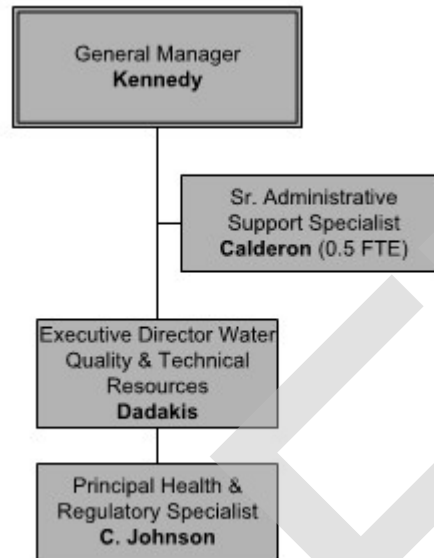 General Manager
Kennedy
Sr. Administrative
Support Specialist
Calderon (0.5 FTE)
Executive Director Water
Quality & Technical
Resources
Dadakis
Principal Health &
Regulatory Specialist
C. Johnson